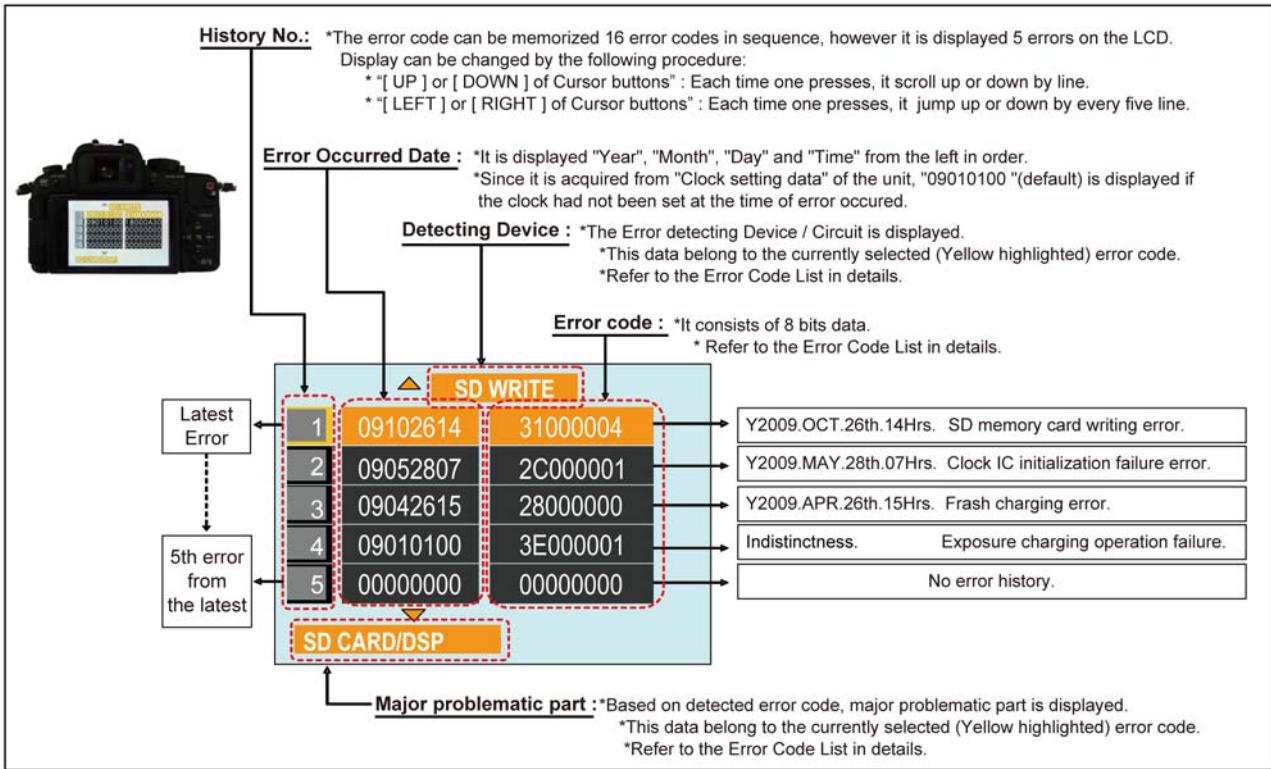 History No.: *The error code can be memorized 16 error codes in sequence, however it is displayed 5 errors on the LCD.
Display can be changed by the following procedure:
* "[ UP ] or [ DOWN ] of Cursor buttons" : Each time one presses, it scroll up or down by line.
* "[ LEFT ] or [ RIGHT ] of Cursor buttons" : Each time one presses, it jump up or down by every five line.
Error Occurred Date : *It is displayed "Year", "Month", "Day" and "Time" from the left in order.
*Since it is acquired from "Clock setting data" of the unit, "09010100 "(default) is displayed if
the clock had not been set at the time of error occured.
Detecting Device : *The Error detecting Device / Circuit is displayed.
*This data belong to the currently selected (Yellow highlighted) error code.
*Refer to the Error Code List in details.
Error code : *It consists of 8 bits data.
* Refer to the Error Code List in details.
SD WRITE
Latest
Error
1 09102614 31000004 Y2009.OCT.26th.14Hrs. SD memory card writing error.
2 09052807 2C000001 Y2009.MAY.28th.07Hrs. Clock IC initialization failure error.
3 09042615 28000000 Y2009.APR.26th.15Hrs. Frash charging error.
4 09010100 3E000001 Indistinctness. Exposure charging operation failure.
5 00000000 00000000 No error history.
5th error
from
the latest
SD CARD/DSP
Major problematic part : *Based on detected error code, major problematic part is displayed.
*This data belong to the currently selected (Yellow highlighted) error code.
*Refer to the Error Code List in details.